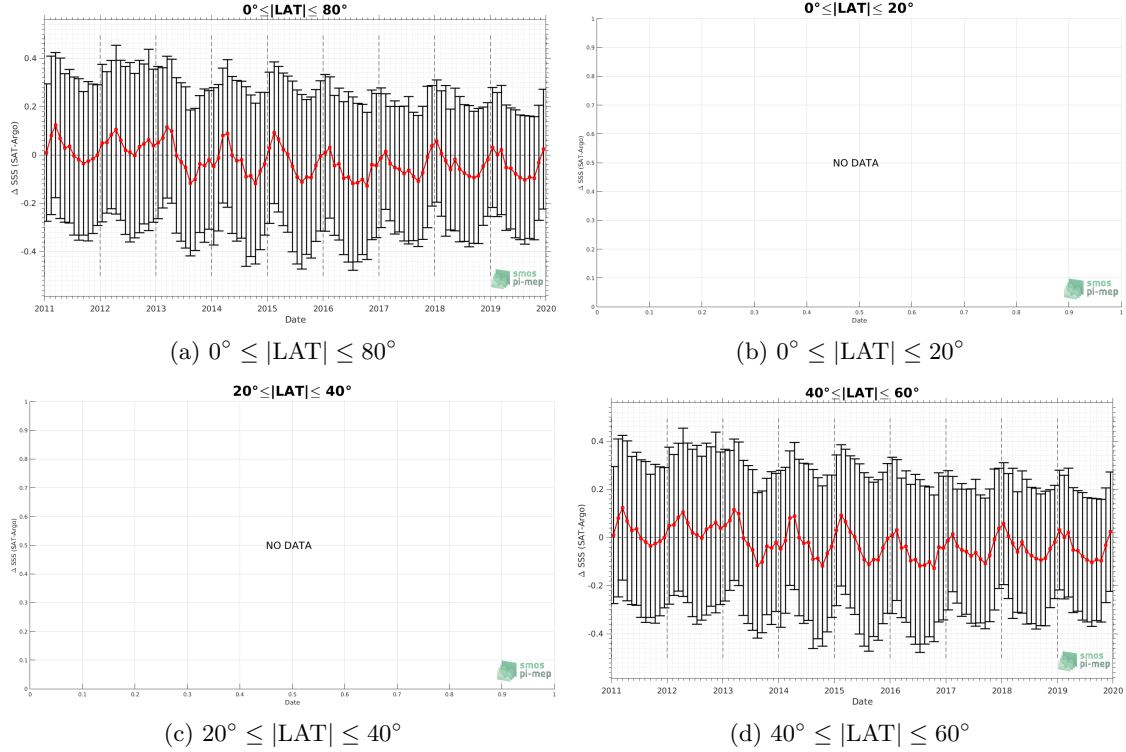 0°≤|LAT|≤ 80°
Δ SSS (SAT-Argo)
0.4
0.2
0
-0.2
-0.4
2011 2012 2013 2014 2015 2016 2017 2018 2019 2020
Date
smos
pi-mep
(a) 0° ≤ |LAT| ≤ 80°
0°≤|LAT|≤ 20°
Δ SSS (SAT-Argo)
1
0.9
0.8
0.7
0.6
0.5
0.4
0.3
0.2
0.1
0
NO DATA
0 0.1 0.2 0.3 0.4 0.5 0.6 0.7 0.8 0.9 1
Date
smos
pi-mep
(b) 0° ≤ |LAT| ≤ 20°
20°≤|LAT|≤ 40°
Δ SSS (SAT-Argo)
1
0.9
0.8
0.7
0.6
0.5
0.4
0.3
0.2
0.1
0
NO DATA
0 0.1 0.2 0.3 0.4 0.5 0.6 0.7 0.8 0.9 1
Date
smos
pi-mep
(c) 20° ≤ |LAT| ≤ 40°
40°≤|LAT|≤ 60°
Δ SSS (SAT-Argo)
0.4
0.2
0
-0.2
-0.4
2011 2012 2013 2014 2015 2016 2017 2018 2019 2020
Date
smos
pi-mep
(d) 40° ≤ |LAT| ≤ 60°